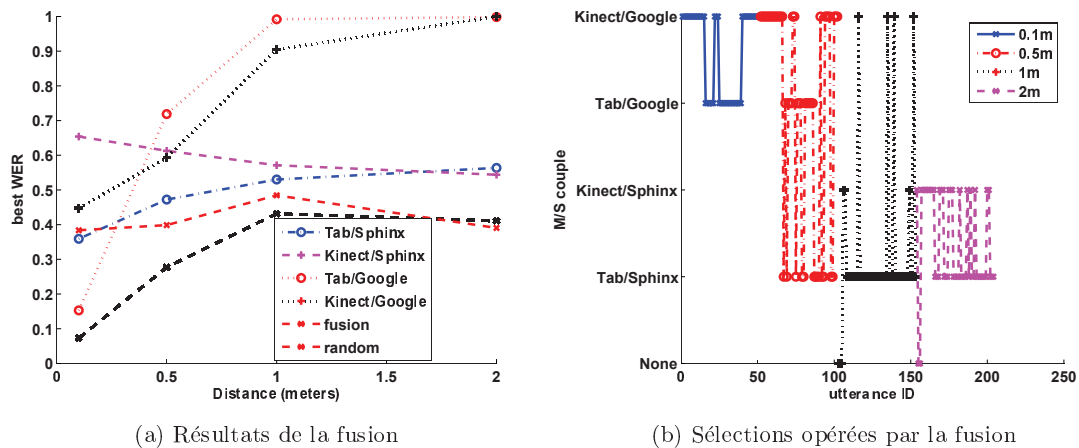 1
0.9
0.8
0.7
0.6
0.5
0.4
0.3
0.2
0.1
0
best WER
0
0.5
1
1.5
2
Distance (meters)
Tab/Sphinx
Kinect/Sphinx
Tab/Google
Kinect/Google
fusion
random
(a) Résultats de la fusion
Kinect/Google
Tab/Google
Kinect/Sphinx
Tab/Sphinx
None
M/S couple
0
50
100
150
200
250
utterance ID
0.1m
0.5m
1m
2m
(b) Sélections opérées par la fusion